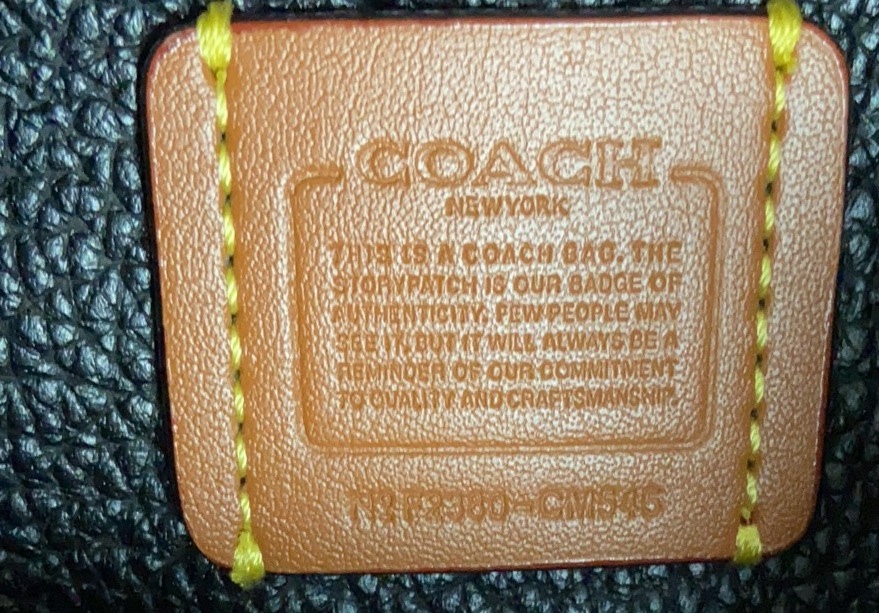 COACH
NEW YORK
THIS IS A COACH BAG. THE
STORYPATCH IS OUR BADGE OF
AUTHENTICITY. FEW PEOPLE MAY
SEE IT, BUT IT WILL ALWAYS BE A
REMINDER OF OUR COMMITMENT
TO QUALITY AND CRAFTSMANSHIP.
Nº